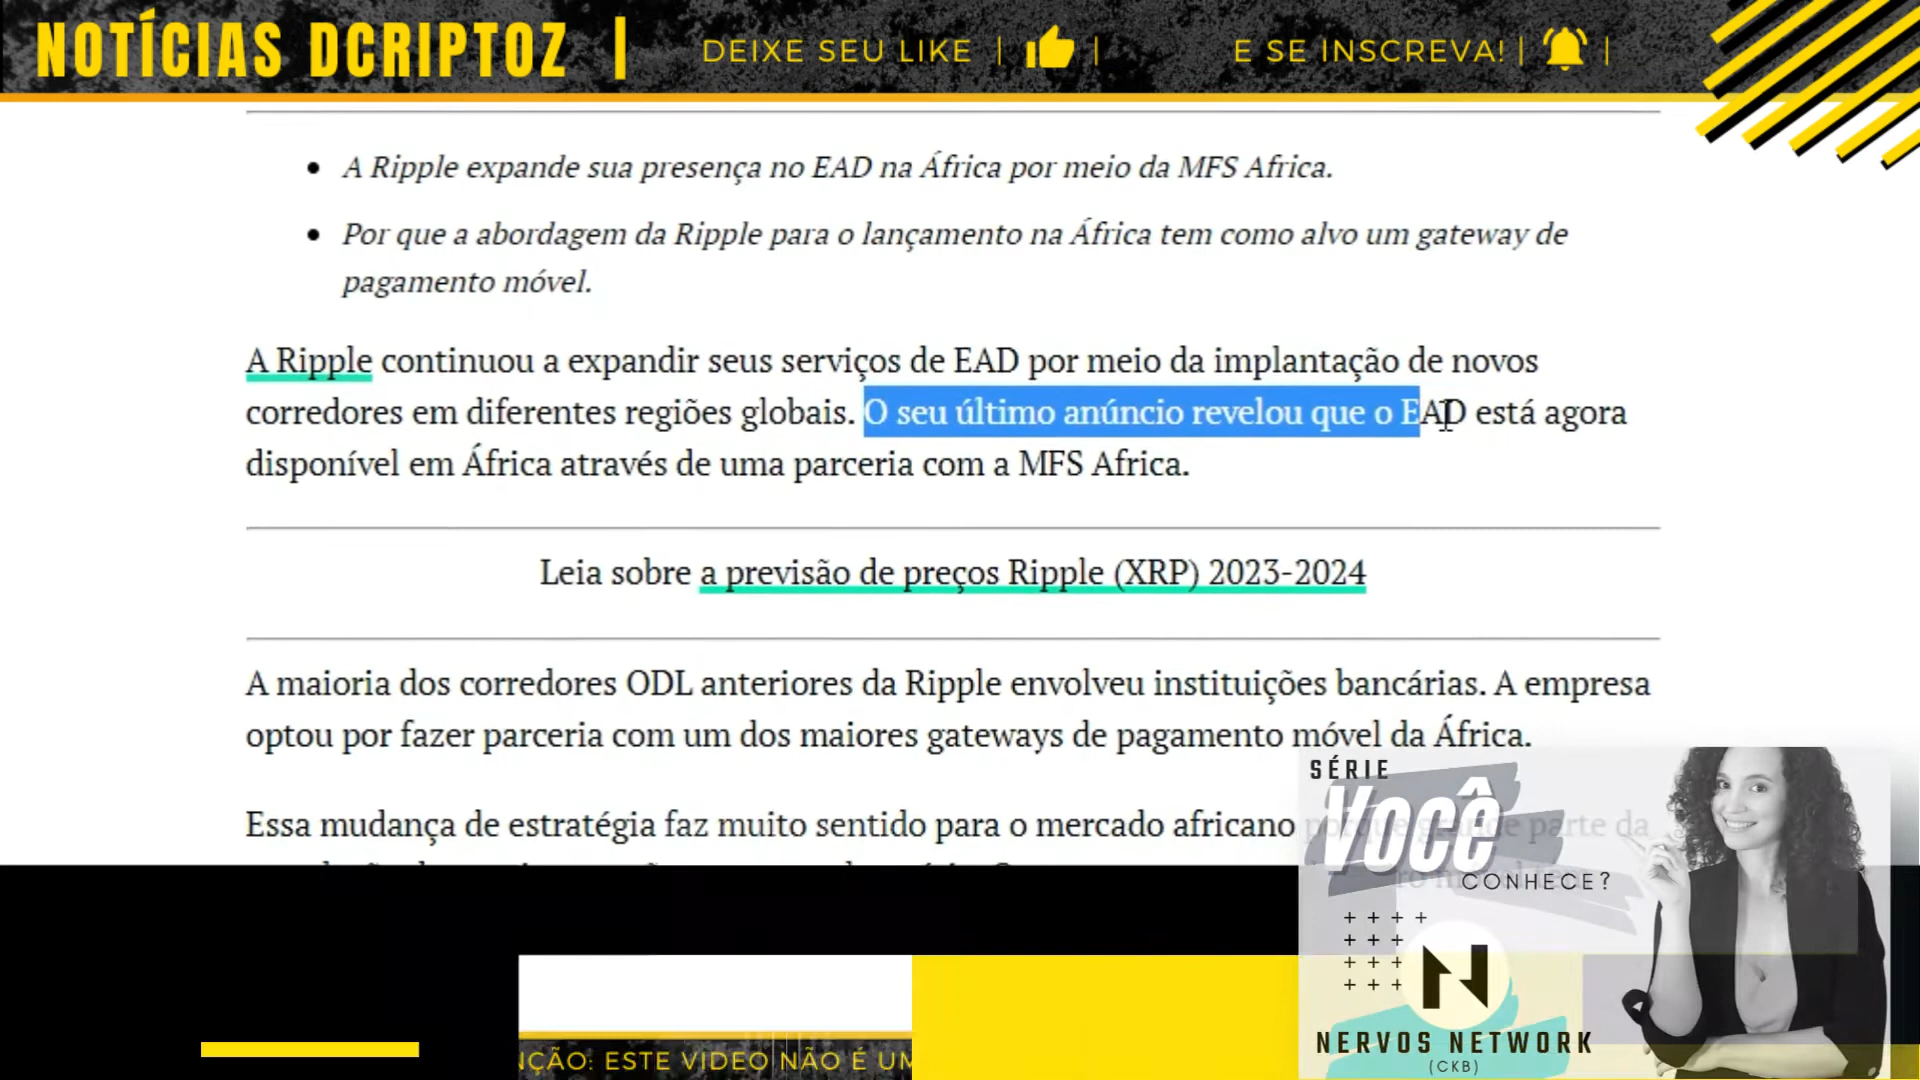 NOTÍCIAS DCRIPTOZ | DEIXE SEU LIKE | | E SE INSCREVA! | |
• A Ripple expande sua presença no EAD na África por meio da MFS Africa.
• Por que a abordagem da Ripple para o lançamento na África tem como alvo um gateway de
pagamento móvel.
A Ripple continuou a expandir seus serviços de EAD por meio da implantação de novos
corredores em diferentes regiões globais. O seu último anúncio revelou que o EAD está agora
disponível em África através de uma parceria com a MFS Africa.
Leia sobre a previsão de preços Ripple (XRP) 2023-2024
A maioria dos corredores ODL anteriores da Ripple envolveu instituições bancárias. A empresa
optou por fazer parceria com um dos maiores gateways de pagamento móvel da África.
Essa mudança de estratégia faz muito sentido para o mercado africano porque grande parte da
SÉRIE
Você
CONHECE?
NERVOS NETWORK
(CKB)
NÇÃO: ESTE VIDEO NÃO É UM